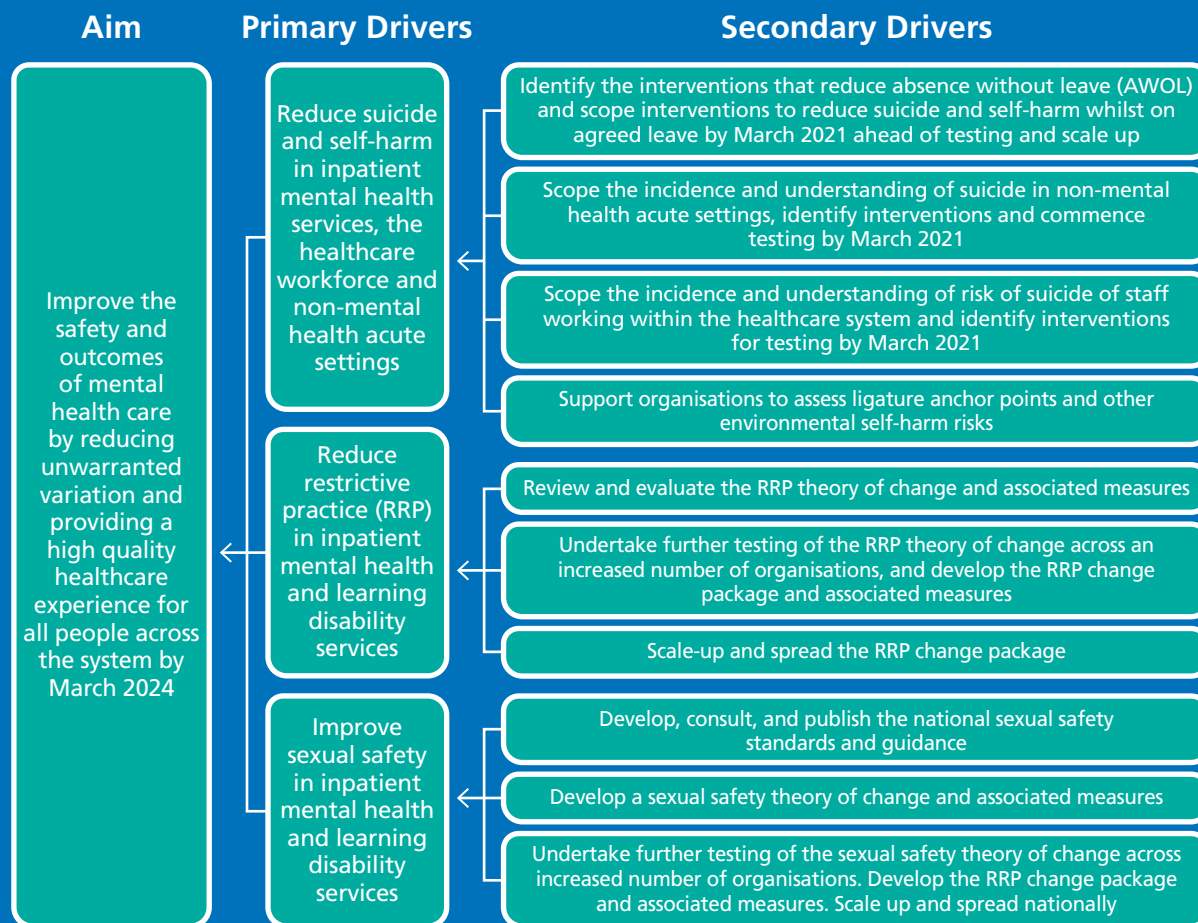 Aim
Primary Drivers
Secondary Drivers
Improve the
safety and
outcomes
of mental
health care
by reducing
unwarranted
variation and
providing a
high quality
healthcare
experience for
all people across
the system by
March 2024
Reduce suicide
and self-harm
in inpatient
mental health
services, the
healthcare
workforce and
non-mental
health acute
settings
Identify the interventions that reduce absence without leave (AWOL)
and scope interventions to reduce suicide and self-harm whilst on
agreed leave by March 2021 ahead of testing and scale up
Scope the incidence and understanding of suicide in non-mental
health acute settings, identify interventions and commence
testing by March 2021
Scope the incidence and understanding of risk of suicide of staff
working within the healthcare system and identify interventions
for testing by March 2021
Support organisations to assess ligature anchor points and other
environmental self-harm risks
Reduce
restrictive
practice (RRP)
in inpatient
mental health
and learning
disability
services
Review and evaluate the RRP theory of change and associated measures
Undertake further testing of the RRP theory of change across an
increased number of organisations, and develop the RRP change
package and associated measures
Scale-up and spread the RRP change package
Improve
sexual safety
in inpatient
mental health
and learning
disability
services
Develop, consult, and publish the national sexual safety
standards and guidance
Develop a sexual safety theory of change and associated measures
Undertake further testing of the sexual safety theory of change across
increased number of organisations. Develop the RRP change package
and associated measures. Scale up and spread nationally